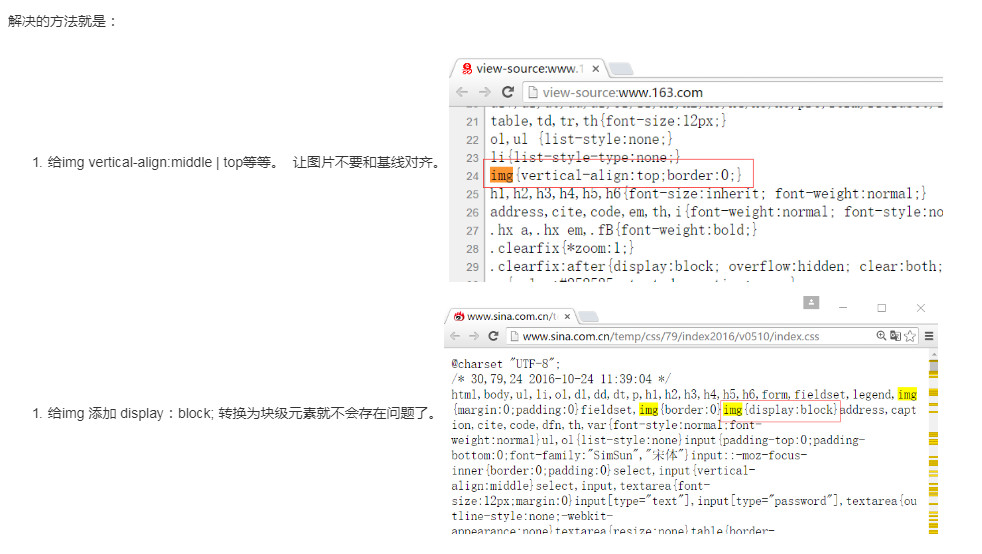 解决的方法就是：
view-source:www.1
view-source:www.163.com
21 table,td,tr,th{font-size:12px;}
22 ol,ul {list-style:none;}
23 li{list-style-type:none;}
1. 给img vertical-align:middle | top等等。 让图片不要和基线对齐。
24 img{vertical-align:top;border:0;}
25 h1,h2,h3,h4,h5,h6{font-size:inherit; font-weight:normal;}
26 address,cite,code,em,th,i{font-weight:normal; font-style:no
27 .hx a,.hx em,.fB{font-weight:bold;}
28 .clearfix{*zoom:1;}
29 .clearfix:after{display:block; overflow:hidden; clear:both;
www.sina.com.cn/t
www.sina.com.cn/temp/css/79/index2016/v0510/index.css
@charset "UTF-8";
/* 30,79,24 2016-10-24 11:39:04 */
html,body,ul,li,ol,dl,dd,dt,p,h1,h2,h3,h4,h5,h6,form,fieldset,legend,img
1. 给img 添加 display：block; 转换为块级元素就不会存在问题了。
{margin:0;padding:0}fieldset,img{border:0}img{display:block}address,capt
ion,cite,code,dfn,th,var{font-style:normal;font-
weight:normal}ul,ol{list-style:none}input{padding-top:0;padding-
bottom:0;font-family:"SimSun","宋体"}input::-moz-focus-
inner{border:0;padding:0}select,input{vertical-
align:middle}select,input,textarea{font-
size:12px;margin:0}input[type="text"],input[type="password"],textarea{ou
tline-style:none;-webkit-
appearance:none}textarea{resize:none}table{border-